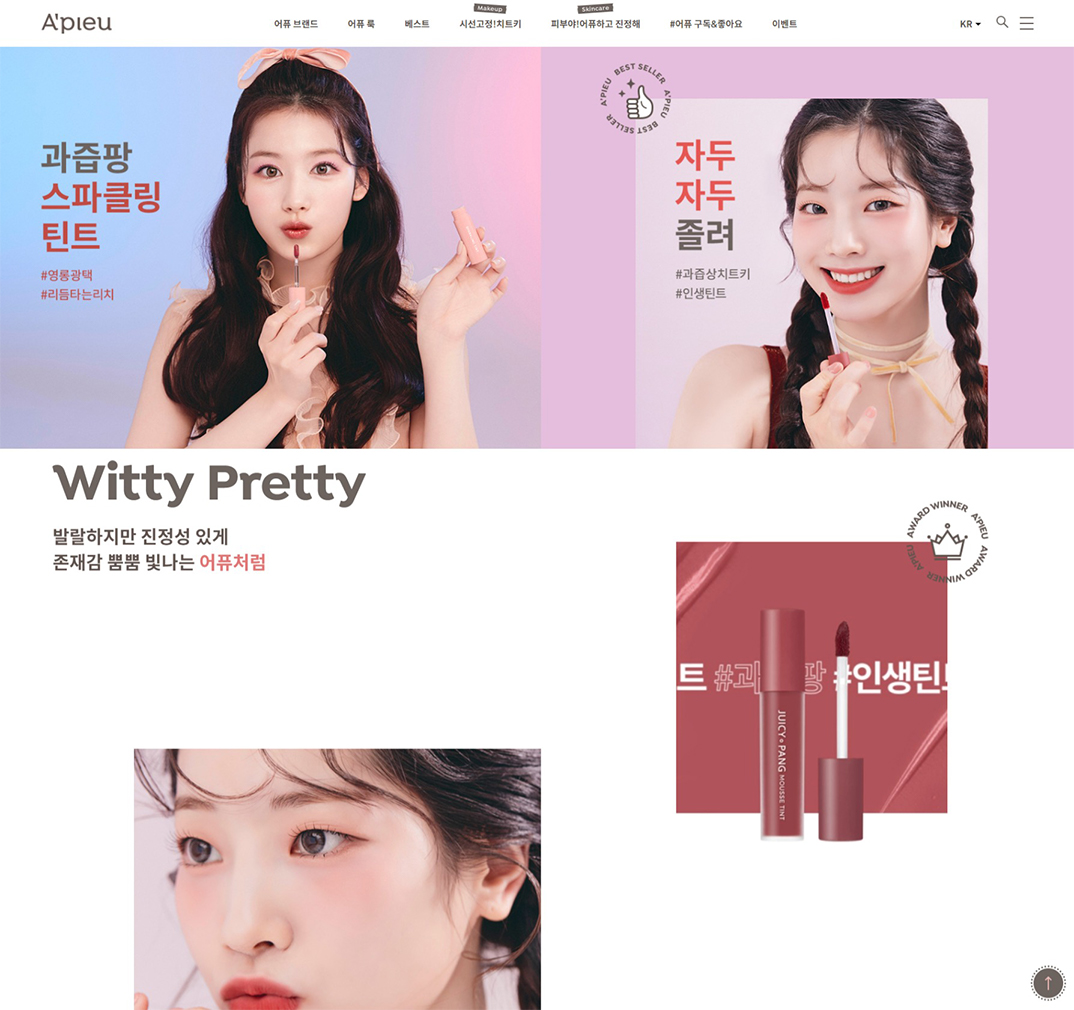 A'pieu
Makeup
Skincare
어퓨 브랜드
어퓨 룩
베스트
시선고정!치트키
피부야!어퓨하고 진정해
#어퓨 구독&좋아요
이벤트
KR
과즙팡
스파클링
틴트
#영롱광택
#리듬타는리치
BEST SELLER A'PIEU BEST SELLER A'PIEU
자두
자두
졸려
#과즙상치트키
#인생틴트
Witty Pretty
발랄하지만 진정성 있게
존재감 뿜뿜 빛나는 어퓨처럼
AWARD WINNER A'PIEU AWARD WINNER A'PIEU
트 #과 팡 #인생틴트
JUICY PANG MOUSSE TINT